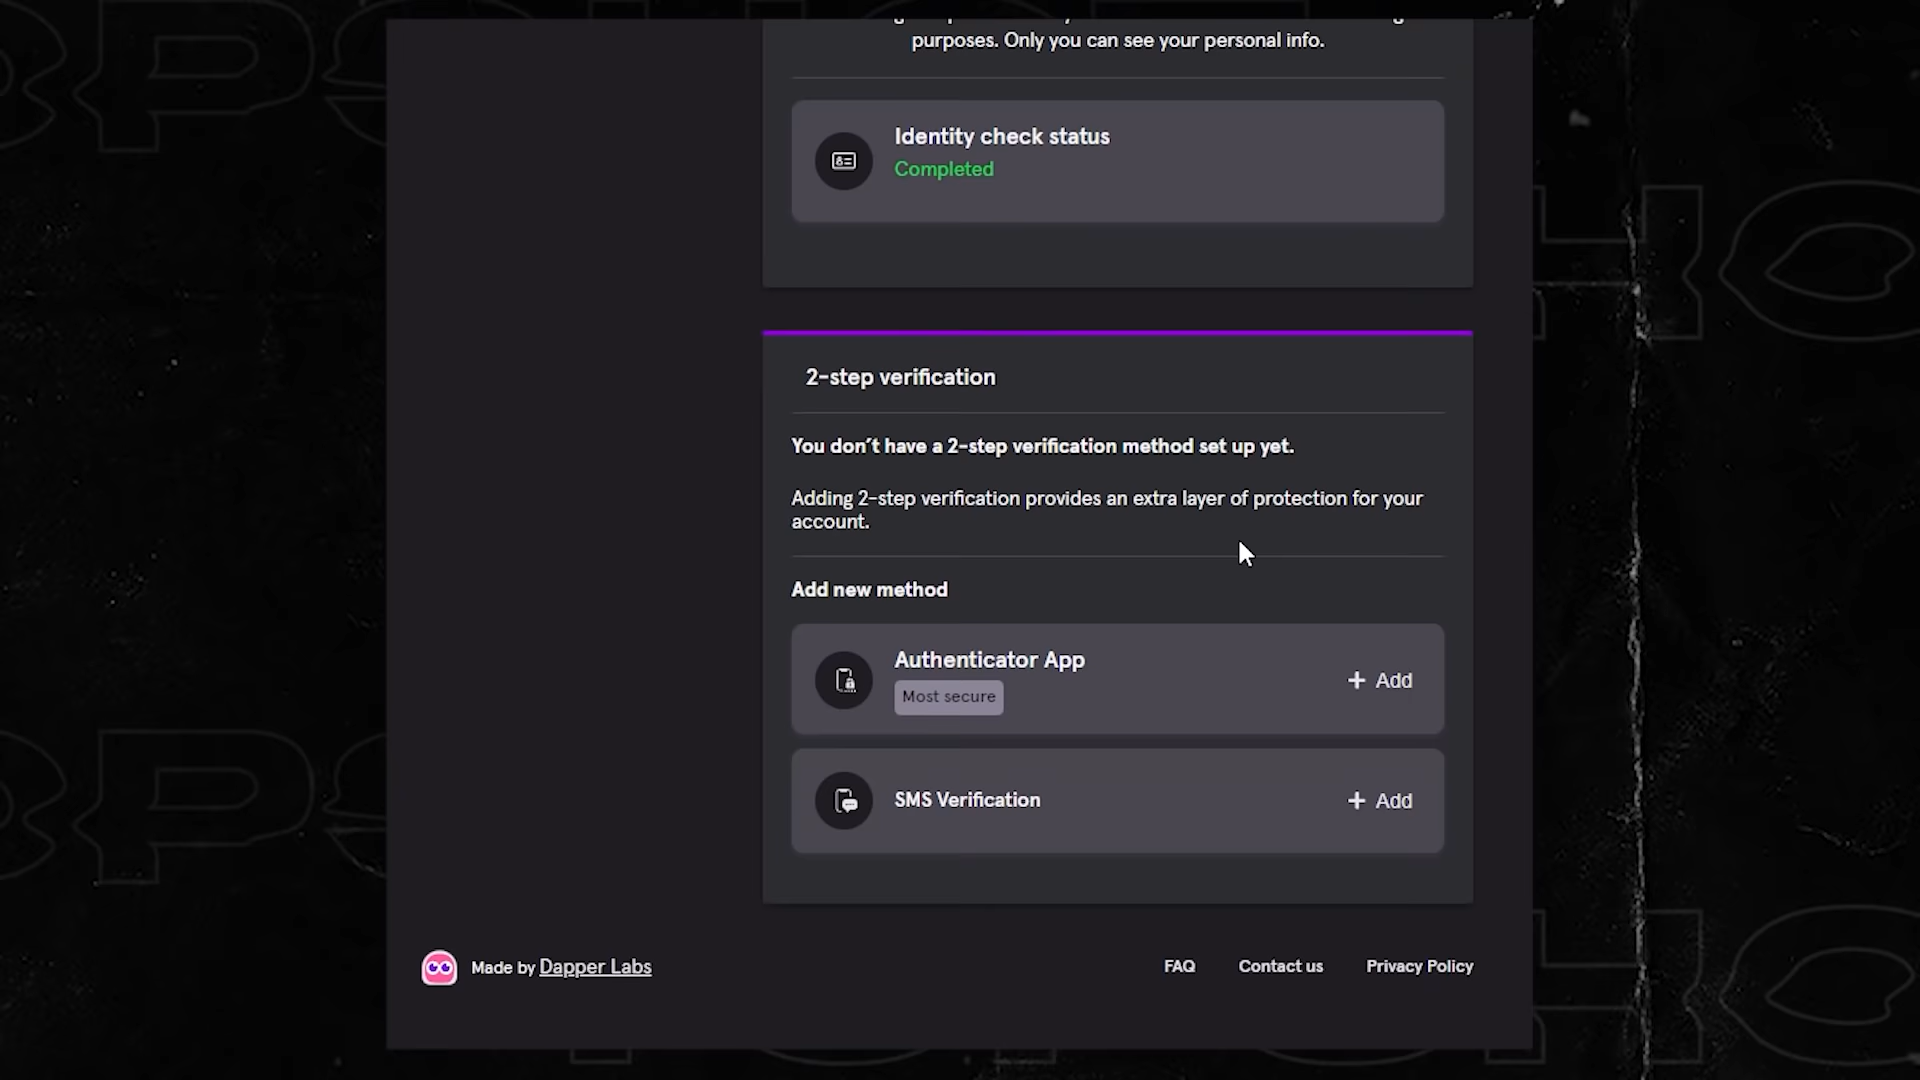 purposes. Only you can see your personal info.
Identity check status
Completed
2-step verification
You don't have a 2-step verification method set up yet.
Adding 2-step verification provides an extra layer of protection for your
account.
Add new method
Authenticator App
Most secure
+ Add
SMS Verification
+ Add
Made by Dapper Labs
FAQ
Contact us
Privacy Policy